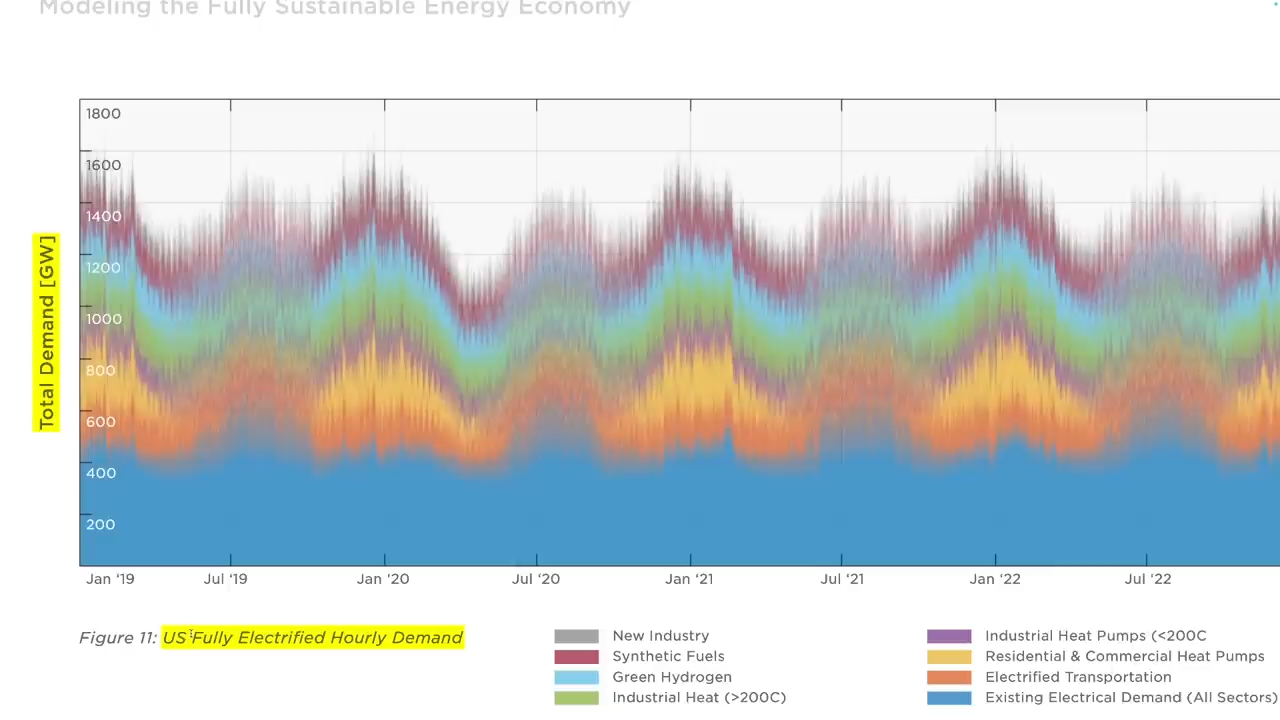 Modeling the Fully Sustainable Energy Economy
Total Demand [GW]
1800
1600
1400
1200
1000
800
600
400
200
Jan '19
Jul '19
Jan '20
Jul '20
Jan '21
Jul '21
Jan '22
Jul '22
Figure 11: US Fully Electrified Hourly Demand
New Industry
Synthetic Fuels
Green Hydrogen
Industrial Heat (>200C)
Industrial Heat Pumps (<200C
Residential & Commercial Heat Pumps
Electrified Transportation
Existing Electrical Demand (All Sectors)